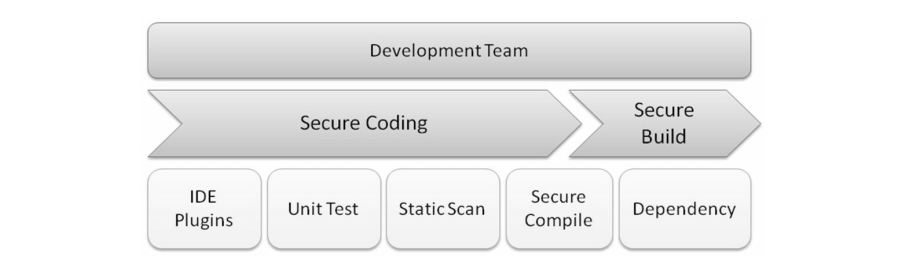 Development Team
Secure Coding
Secure
Build
IDE
Plugins
Unit Test
Static Scan
Secure
Compile
Dependency